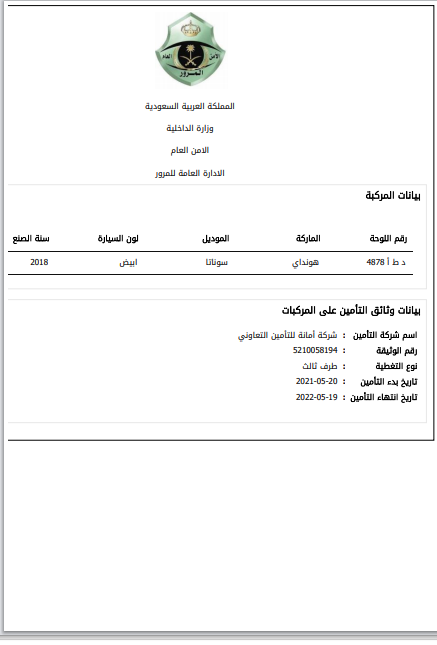 الامن العام
المرور
المملكة العربية السعودية
وزارة الداخلية
الامن العام
الادارة العامة للمرور
بيانات المركبة
رقم اللوحة الماركة الموديل لون السيارة سنة الصنع
د ط أ 4878 هونداي سوناتا ابيض 2018
بيانات وثائق التأمين على المركبات
اسم شركة التأمين : شركة أمانة للتأمين التعاوني
رقم الوثيقة : 5210058194
نوع التغطية : طرف ثالث
تاريخ بدء التأمين : 2021-05-20
تاريخ انتهاء التأمين : 2022-05-19